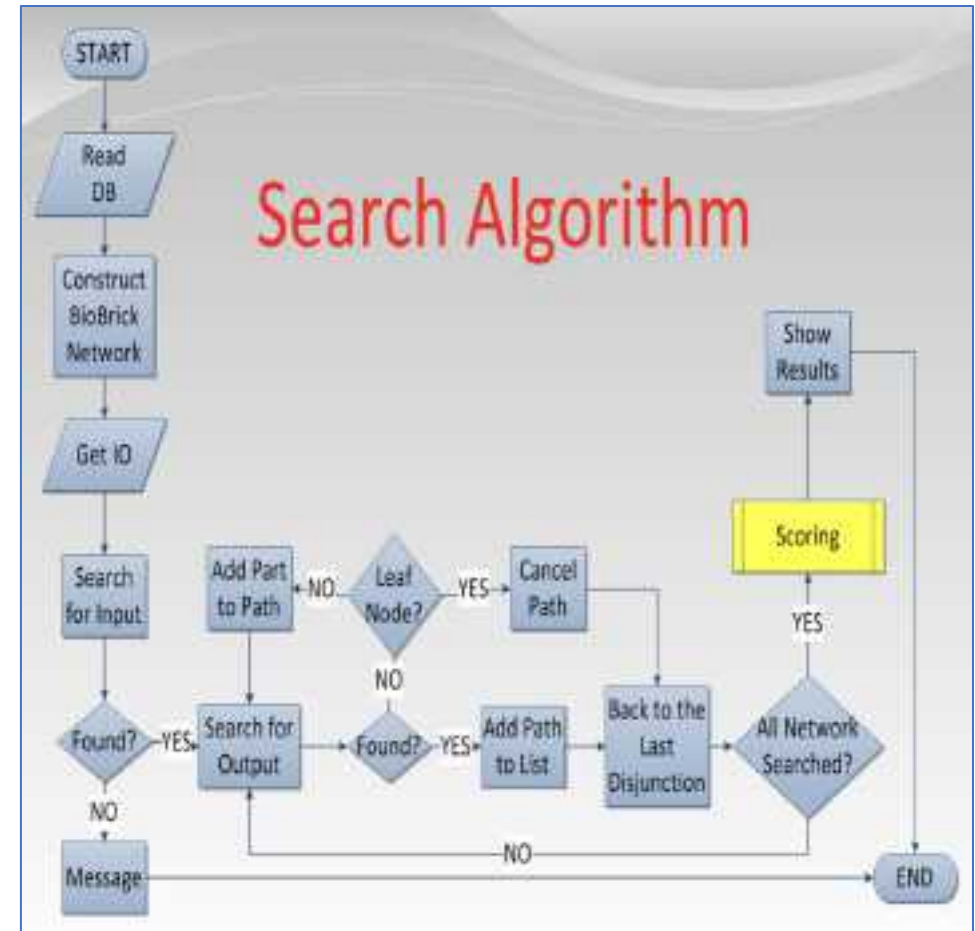 START
Read
DB
Search Algorithm
Construct
BioBrick
Network
Get IO
Search
for Input
Found?
YES
NO
Message
Search for
Output
Add Part
to Path
NO
Leaf
Node?
YES
Cancel
Path
NO
Found?
YES
Add Path
to List
Back to the
Last
Disjunction
All Network
Searched?
NO
YES
Scoring
Show
Results
END